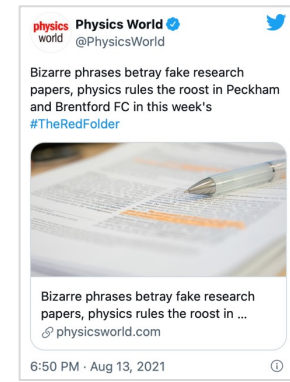 physics world
Physics World
@PhysicsWorld
Bizarre phrases betray fake research
papers, physics rules the roost in Peckham
and Brentford FC in this week's
#TheRedFolder
Bizarre phrases betray fake research
papers, physics rules the roost in ...
physicsworld.com
6:50 PM · Aug 13, 2021